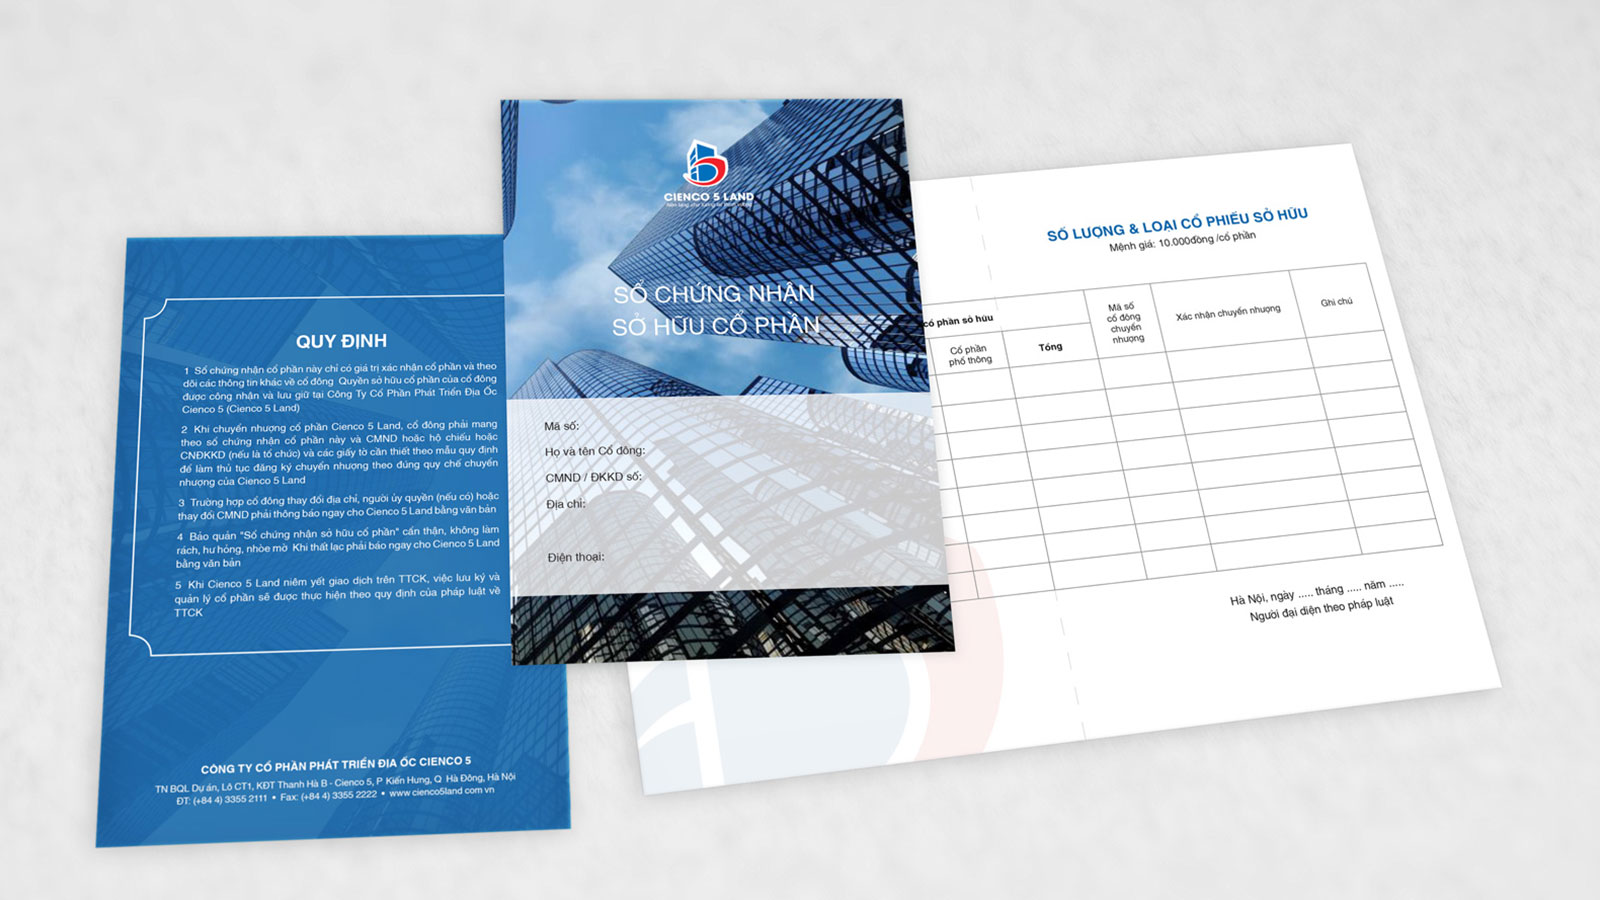 QUY ĐỊNH
1 Sổ chứng nhận cổ phần này chỉ có giá trị xác nhận cổ phần và theo
dõi các thông tin khác về cổ đông Quyền sở hữu cổ phần của cổ đông
được công nhận và lưu giữ tại Công Ty Cổ Phần Phát Triển Địa Ốc
Cienco 5 (Cienco 5 Land)
2 Khi chuyển nhượng cổ phần Cienco 5 Land, cổ đông phải mang
theo sổ chứng nhận cổ phần này và CMND hoặc hộ chiếu hoặc
CNĐKKD (nếu là tổ chức) và các giấy tờ cần thiết theo mẫu quy định
để làm thủ tục đăng ký chuyển nhượng theo đúng quy chế chuyển
nhượng của Cienco 5 Land
3 Trường hợp cổ đông thay đổi địa chỉ, người ủy quyền (nếu có) hoặc
thay đổi CMND phải thông báo ngay cho Cienco 5 Land bằng văn bản
4 Bảo quản "Sổ chứng nhận sở hữu cổ phần" cẩn thận, không làm
rách, hư hỏng, nhòe mờ Khi thất lạc phải báo ngay cho Cienco 5 Land
bằng văn bản
5 Khi Cienco 5 Land niêm yết giao dịch trên TTCK, việc lưu ký và
quản lý cổ phần sẽ được thực hiện theo quy định của pháp luật về
TTCK
CÔNG TY CỔ PHẦN PHÁT TRIỂN ĐỊA ỐC CIENCO 5
TN BQL Dự án, Lô CT1, KĐT Thanh Hà B - Cienco 5, P Kiến Hưng, Q Hà Đông, Hà Nội
ĐT: (+84 4) 3355 2111 • Fax: (+84 4) 3355 2222 • www.cienco5land com.vn
CIENCO 5 LAND
SỔ CHỨNG NHẬN
SỞ HỮU CỔ PHẦN
Mã số:
Họ và tên Cổ đông:
CMND / ĐKKD số:
Địa chỉ:
Điện thoại:
SỐ LƯỢNG & LOẠI CỔ PHIẾU SỞ HỮU
Mệnh giá: 10.000đồng /cổ phần
cổ phần sở hữu
Cổ phần
phổ thông
Tổng
Mã số
cổ đông
chuyển
nhượng
Xác nhận chuyển nhượng
Ghi chú
Hà Nội, ngày ..... tháng ..... năm .....
Người đại diện theo pháp luật